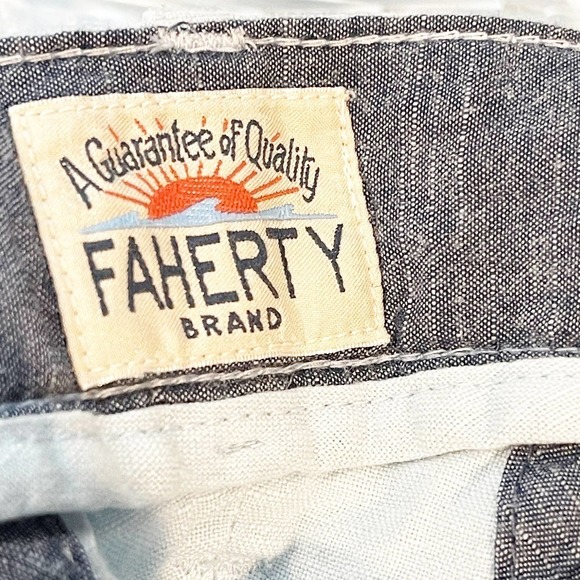 A Guarantee of Quality
FAHERTY
BRAND